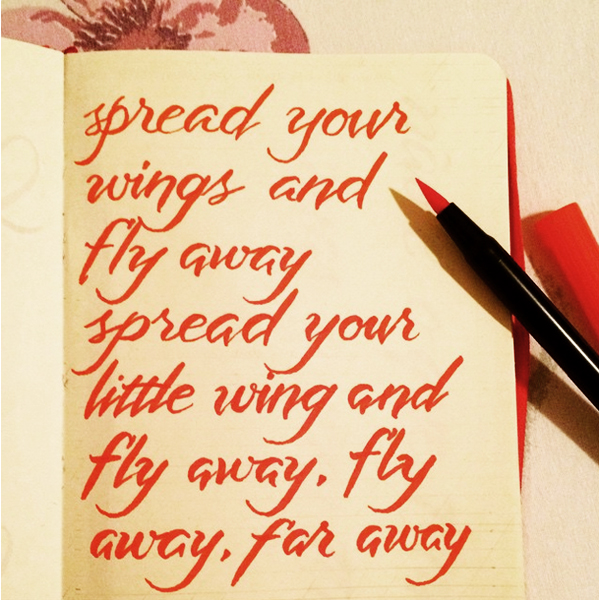 spread your
wings and
fly away
spread your
little wing and
fly away, fly
away, far away